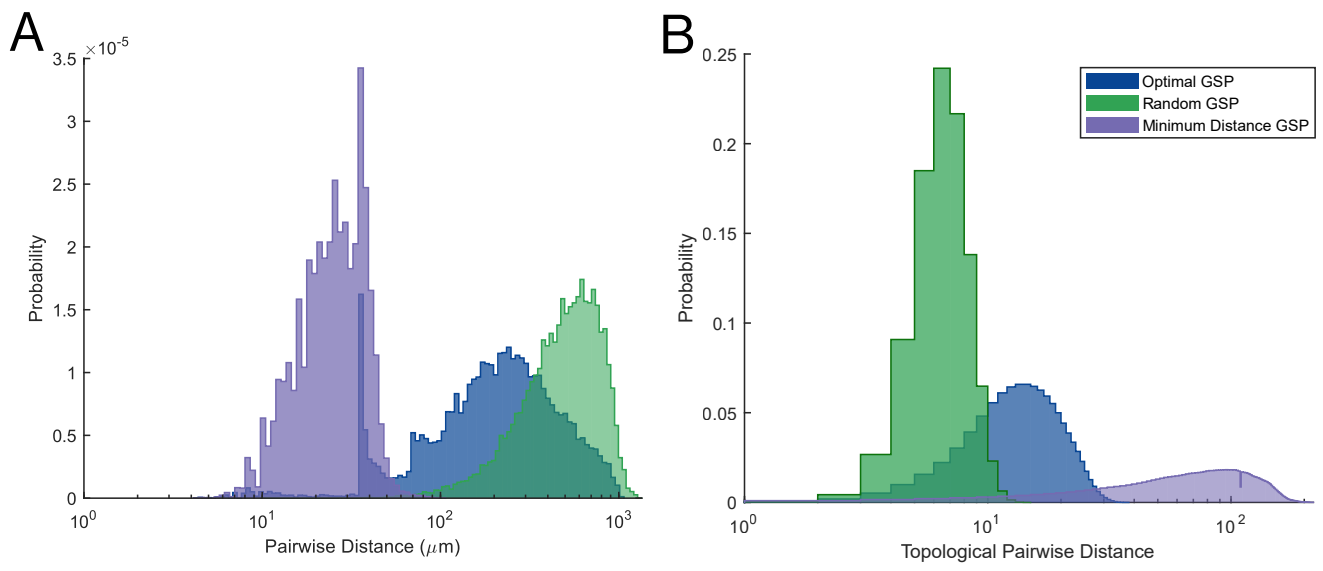 A
×10-5
3.5
3
2.5
2
1.5
1
0.5
0
Probability
100
101
102
103
Pairwise Distance (μm)
B
0.25
0.2
0.15
0.1
0.05
0
Probability
100
101
102
Topological Pairwise Distance
Optimal GSP
Random GSP
Minimum Distance GSP